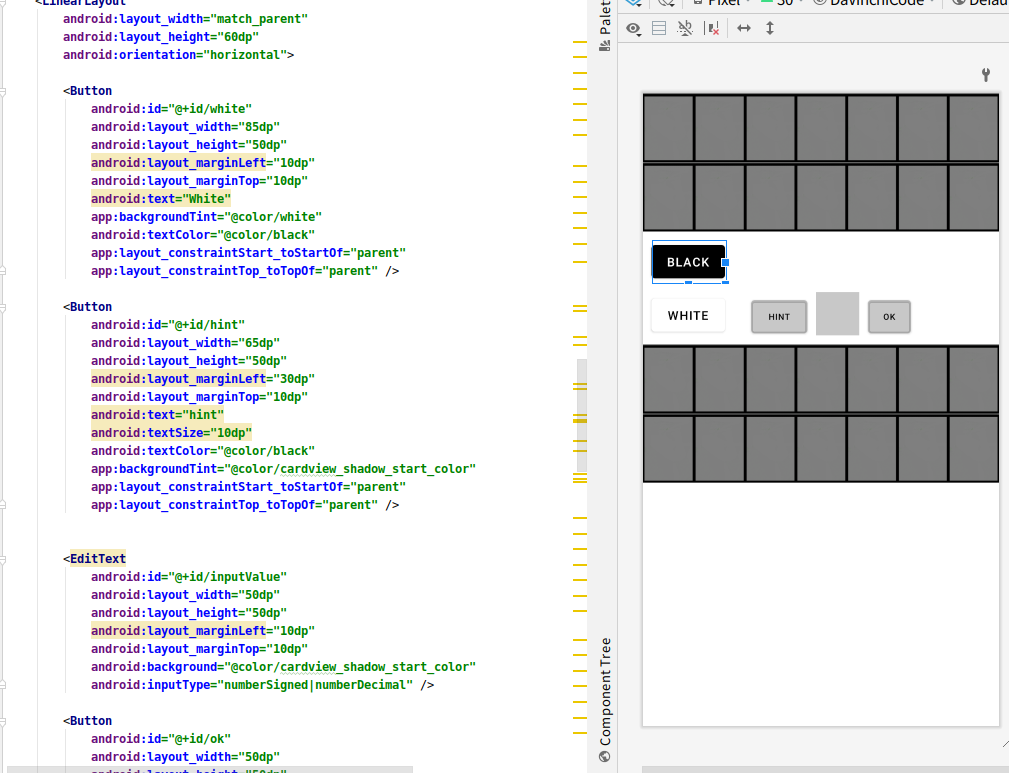 <LinearLayout
android:layout_width="match_parent"
android:layout_height="60dp"
android:orientation="horizontal">
<Button
android:id="@+id/white"
android:layout_width="85dp"
android:layout_height="50dp"
android:layout_marginLeft="10dp"
android:layout_marginTop="10dp"
android:text="White"
app:backgroundTint="@color/white"
android:textColor="@color/black"
app:layout_constraintStart_toStartOf="parent"
app:layout_constraintTop_toTopOf="parent" />
<Button
android:id="@+id/hint"
android:layout_width="65dp"
android:layout_height="50dp"
android:layout_marginLeft="30dp"
android:layout_marginTop="10dp"
android:text="hint"
android:textSize="10dp"
android:textColor="@color/black"
app:backgroundTint="@color/cardview_shadow_start_color"
app:layout_constraintStart_toStartOf="parent"
app:layout_constraintTop_toTopOf="parent" />
<EditText
android:id="@+id/inputValue"
android:layout_width="50dp"
android:layout_height="50dp"
android:layout_marginLeft="10dp"
android:layout_marginTop="10dp"
android:background="@color/cardview_shadow_start_color"
android:inputType="numberSigned|numberDecimal" />
<Button
android:id="@+id/ok"
android:layout_width="50dp"
android:layout_height="50dp"
Palet
Component Tree
Pixel
30
DaVinciCode
Defau
BLACK
WHITE
HINT
OK